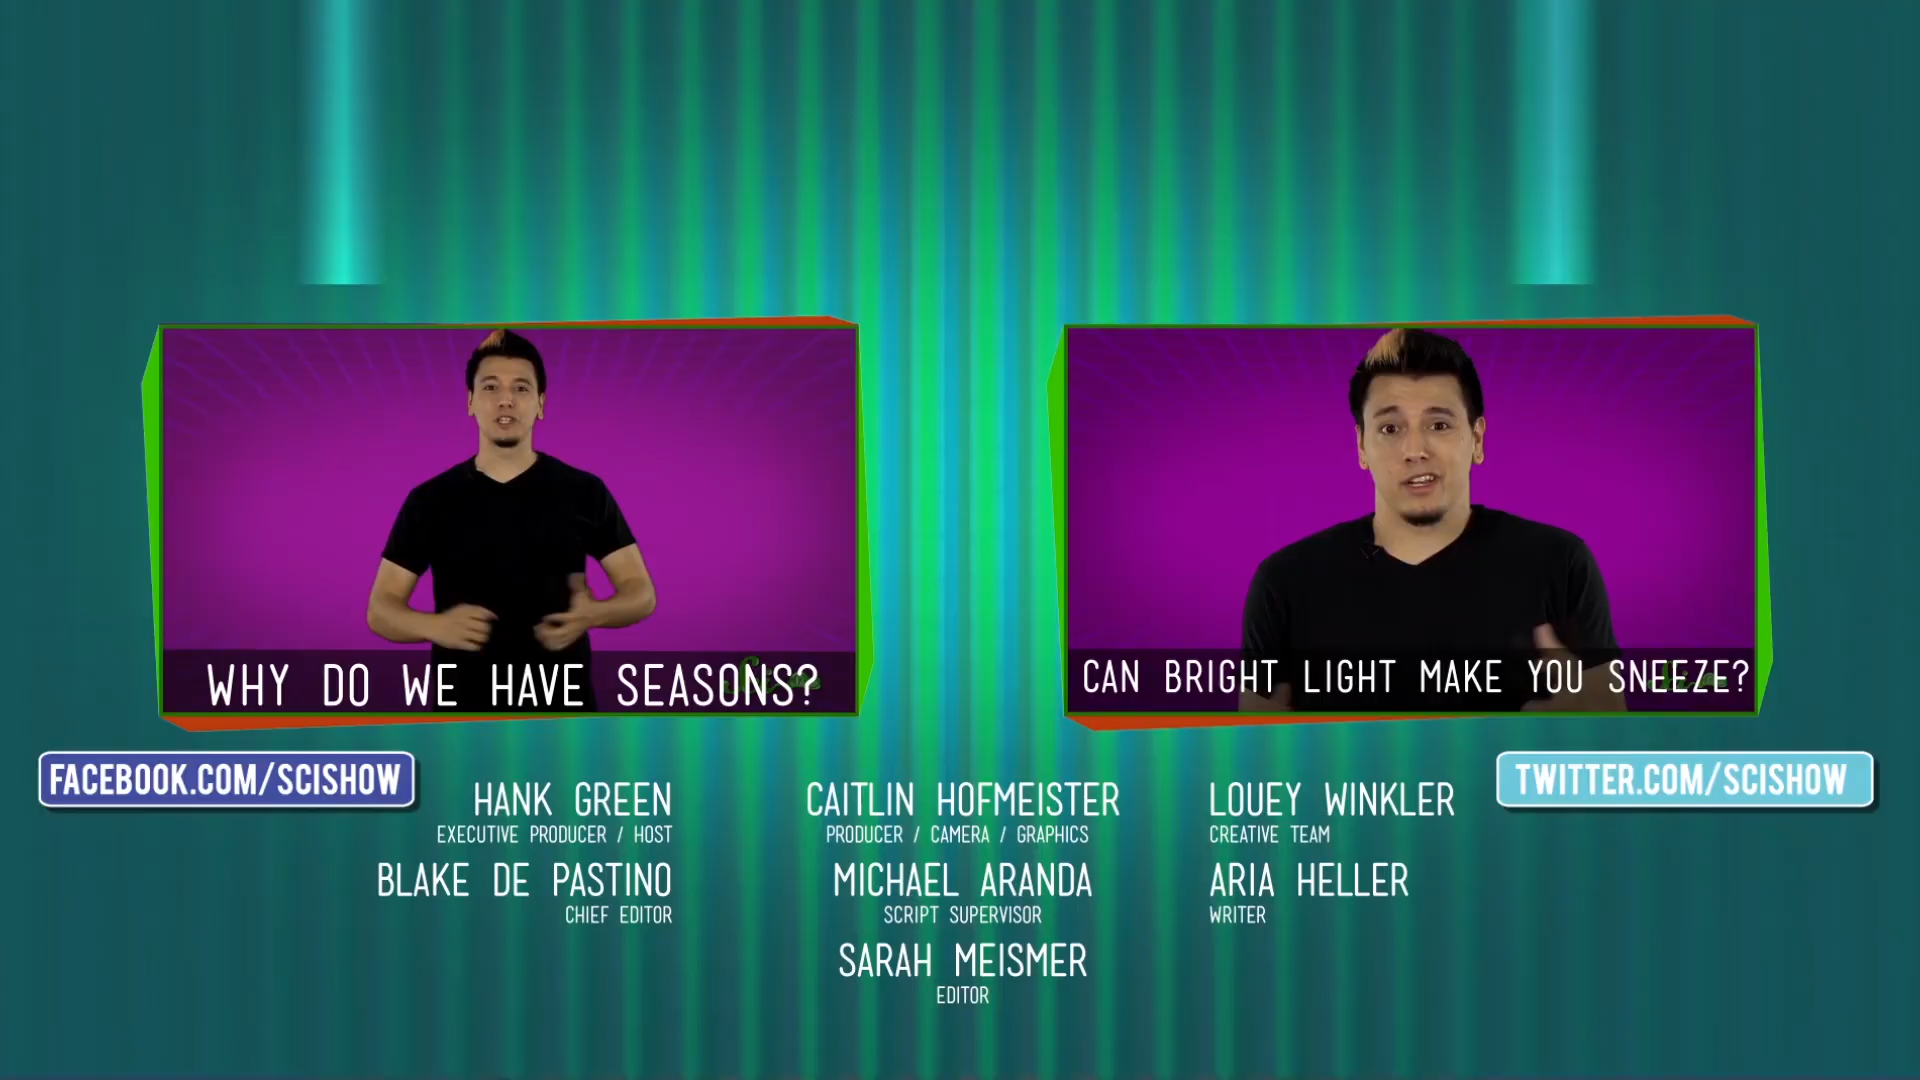 WHY DO WE HAVE SEASONS?
CAN BRIGHT LIGHT MAKE YOU SNEEZE?
FACEBOOK.COM/SCISHOW
TWITTER.COM/SCISHOW
HANK GREEN
EXECUTIVE PRODUCER / HOST
BLAKE DE PASTINO
CHIEF EDITOR
CAITLIN HOFMEISTER
PRODUCER / CAMERA / GRAPHICS
MICHAEL ARANDA
SCRIPT SUPERVISOR
SARAH MEISMER
EDITOR
LOUEY WINKLER
CREATIVE TEAM
ARIA HELLER
WRITER